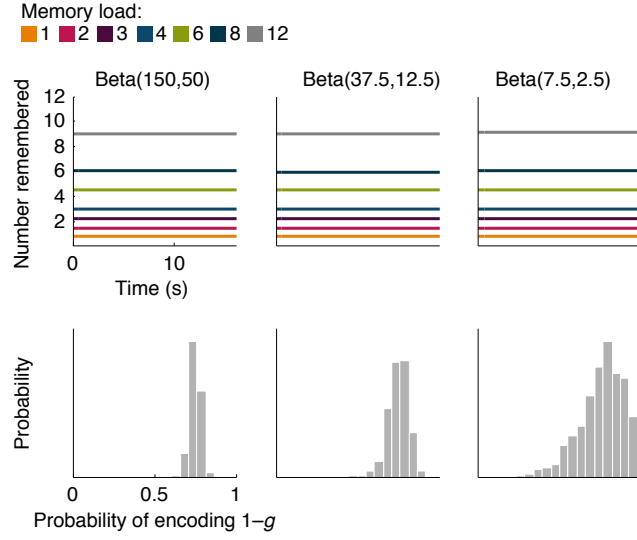 Memory load:
1 2 3 4 6 8 12
Beta(150,50) Beta(37.5,12.5) Beta(7.5,2.5)
Number remembered
12
10
8
6
4
2
0 10
Time (s)
Probability
0 0.5 1
Probability of encoding 1–g